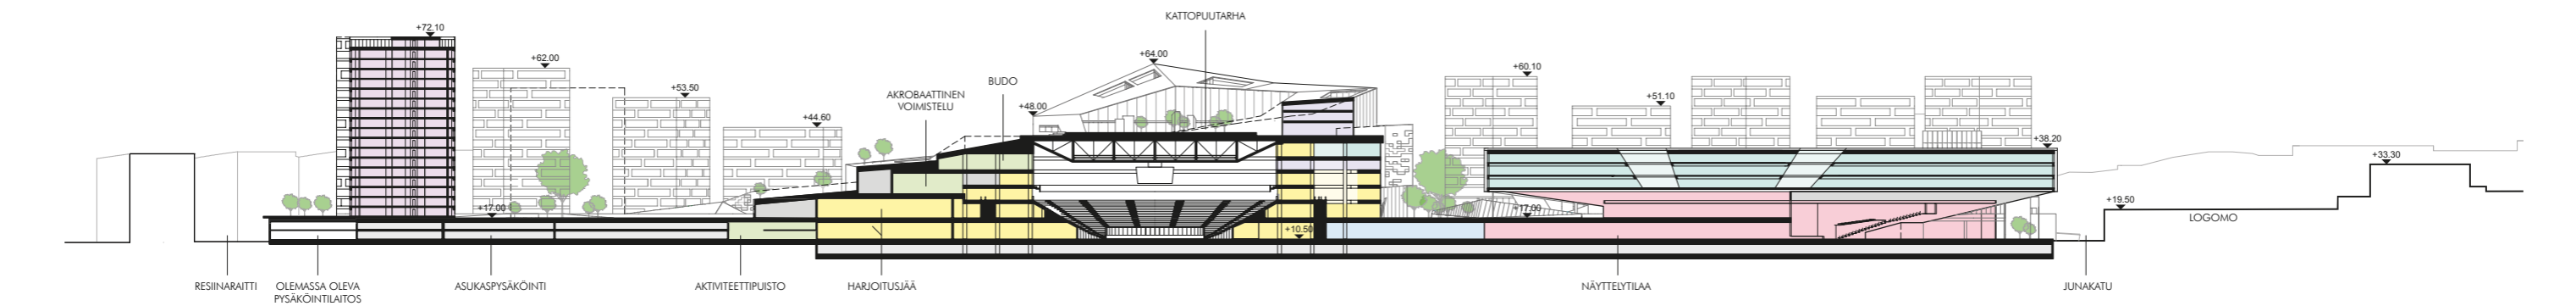 KATTOPUUTARHA
+72.10
+62.00
+53.50
+44.60
AKROBAATTINEN
VOIMISTELU
BUDO
+48.00
+64.00
+60.10
+51.10
+38.20
+33.30
+17.00
+10.50
+17.00
+19.50
LOGOMO
RESIINARAITTI
OLEMASSA OLEVA
PYSÄKÖINTILAITOS
ASUKASPYSÄKÖINTI
AKTIVITEETTIPUISTO
HARJOITUSJÄÄ
NÄYTTELYTILAA
JUNAKATU